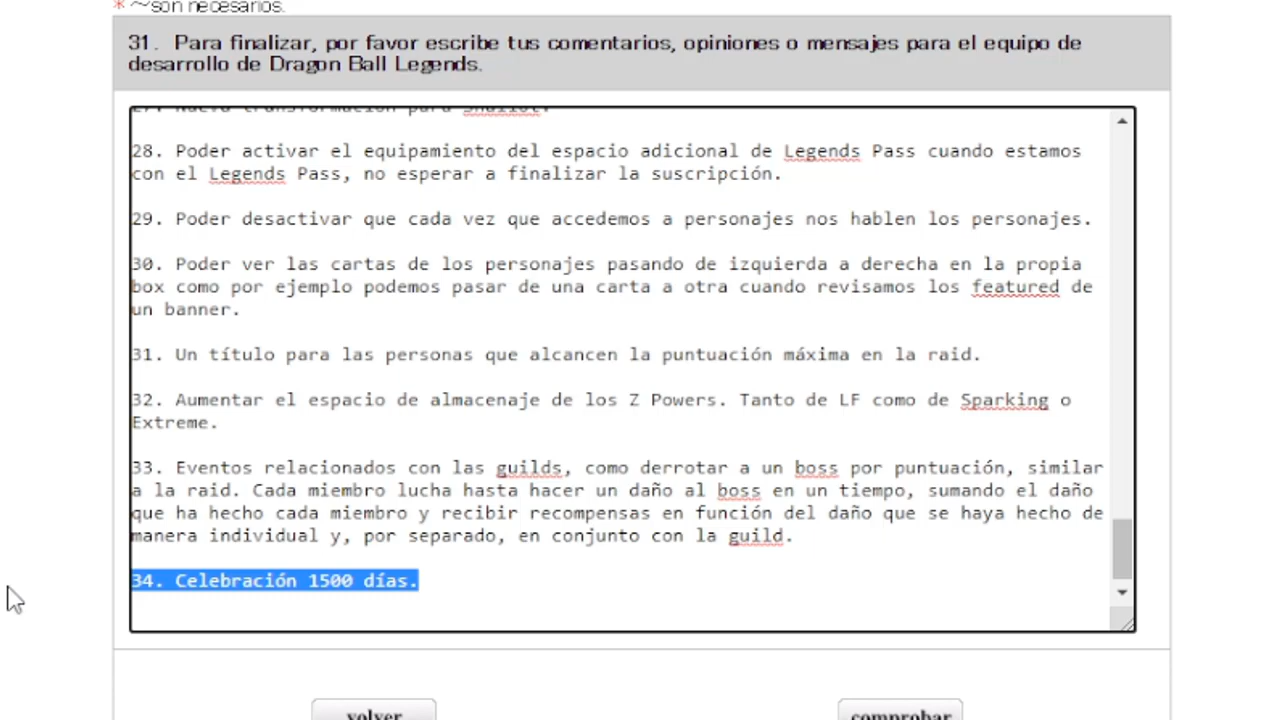 * ~son necesarios.
31. Para finalizar, por favor escribe tus comentarios, opiniones o mensajes para el equipo de
desarrollo de Dragon Ball Legends.
27. Nueva transformación para Shallot.
28. Poder activar el equipamiento del espacio adicional de Legends Pass cuando estamos
con el Legends Pass, no esperar a finalizar la suscripción.
29. Poder desactivar que cada vez que accedemos a personajes nos hablen los personajes.
30. Poder ver las cartas de los personajes pasando de izquierda a derecha en la propia
box como por ejemplo podemos pasar de una carta a otra cuando revisamos los featured de
un banner.
31. Un título para las personas que alcancen la puntuación máxima en la raid.
32. Aumentar el espacio de almacenaje de los Z Powers. Tanto de LF como de Sparking o
Extreme.
33. Eventos relacionados con las guilds, como derrotar a un boss por puntuación, similar
a la raid. Cada miembro lucha hasta hacer un daño al boss en un tiempo, sumando el daño
que ha hecho cada miembro y recibir recompensas en función del daño que se haya hecho de
manera individual y, por separado, en conjunto con la guild.
34. Celebración 1500 días.
volver
comprobar